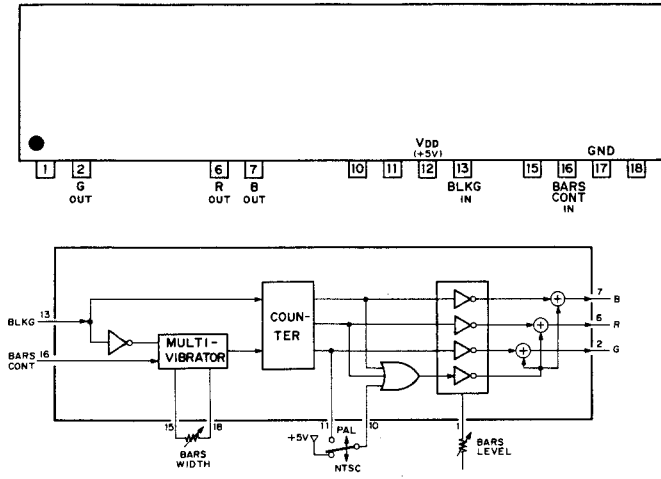 VDD
(+5V)
GND
1 2 6 7 10 11 12 13 15 16 17 18
G
OUT
R
OUT
B
OUT
BLKG
IN
BARS
CONT
IN
BLKG 13
BARS
CONT 16
MULTI-
VIBRATOR
COUN-
TER
7 B
6 R
2 G
15 18
BARS
WIDTH
11 10
+5V
PAL
NTSC
1
BARS
LEVEL